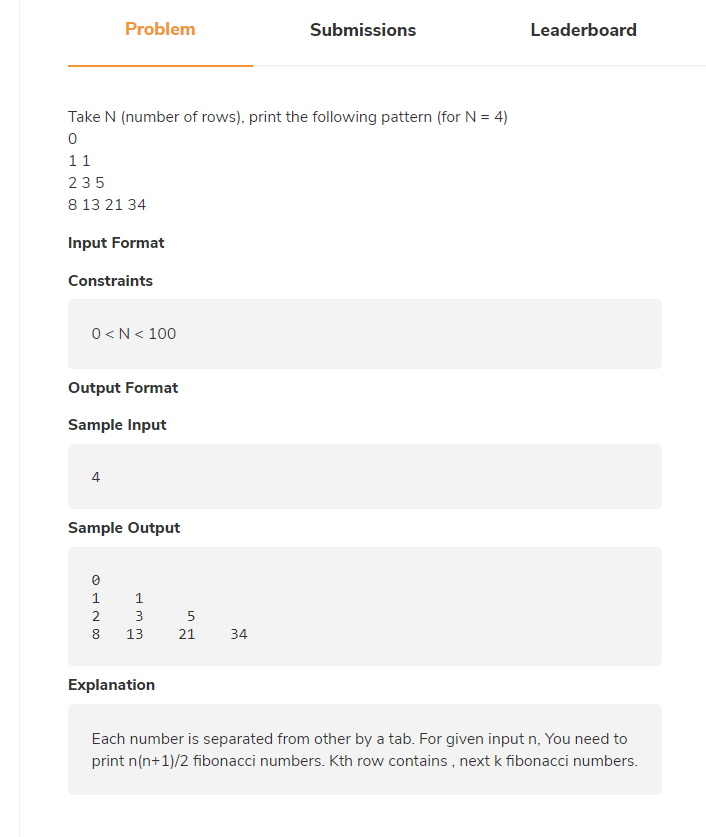 Problem Submissions Leaderboard
Take N (number of rows), print the following pattern (for N = 4)
0
1 1
2 3 5
8 13 21 34
Input Format
Constraints
0 < N < 100
Output Format
Sample Input
4
Sample Output
0
1 1
2 3 5
8 13 21 34
Explanation
Each number is separated from other by a tab. For given input n, You need to
print n(n+1)/2 fibonacci numbers. Kth row contains , next k fibonacci numbers.